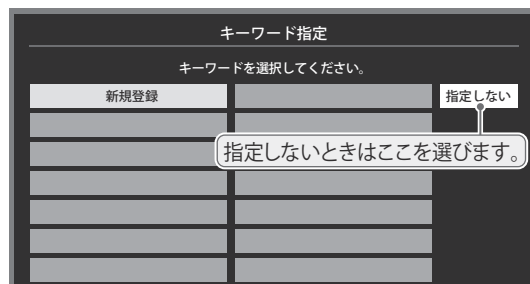 キーワード指定
キーワードを選択してください。
新規登録
指定しない
指定しないときはここを選びます。